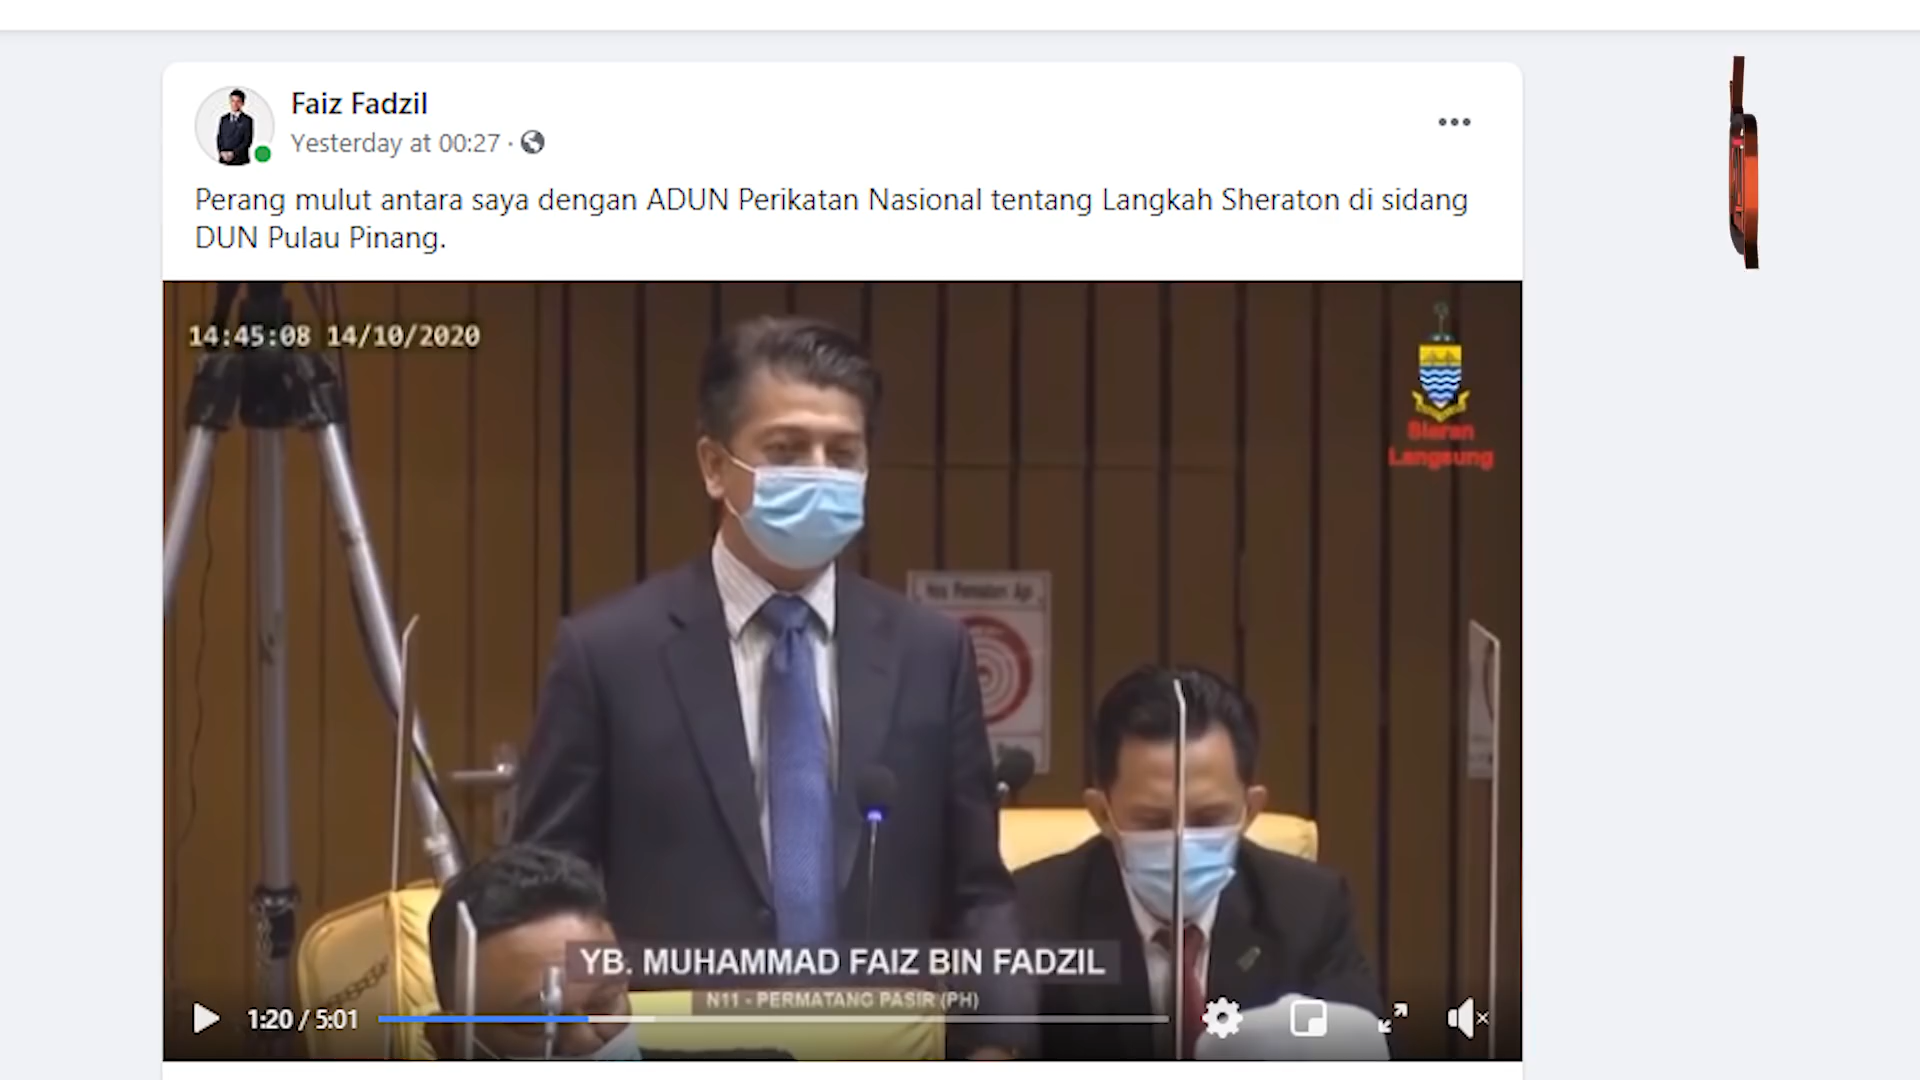 Faiz Fadzil
Yesterday at 00:27 ·
Perang mulut antara saya dengan ADUN Perikatan Nasional tentang Langkah Sheraton di sidang
DUN Pulau Pinang.
14:45:08 14/10/2020
Siaran
Langsung
YB. MUHAMMAD FAIZ BIN FADZIL
N11 - PERMATANG PASIR (PH)
1:20 / 5:01